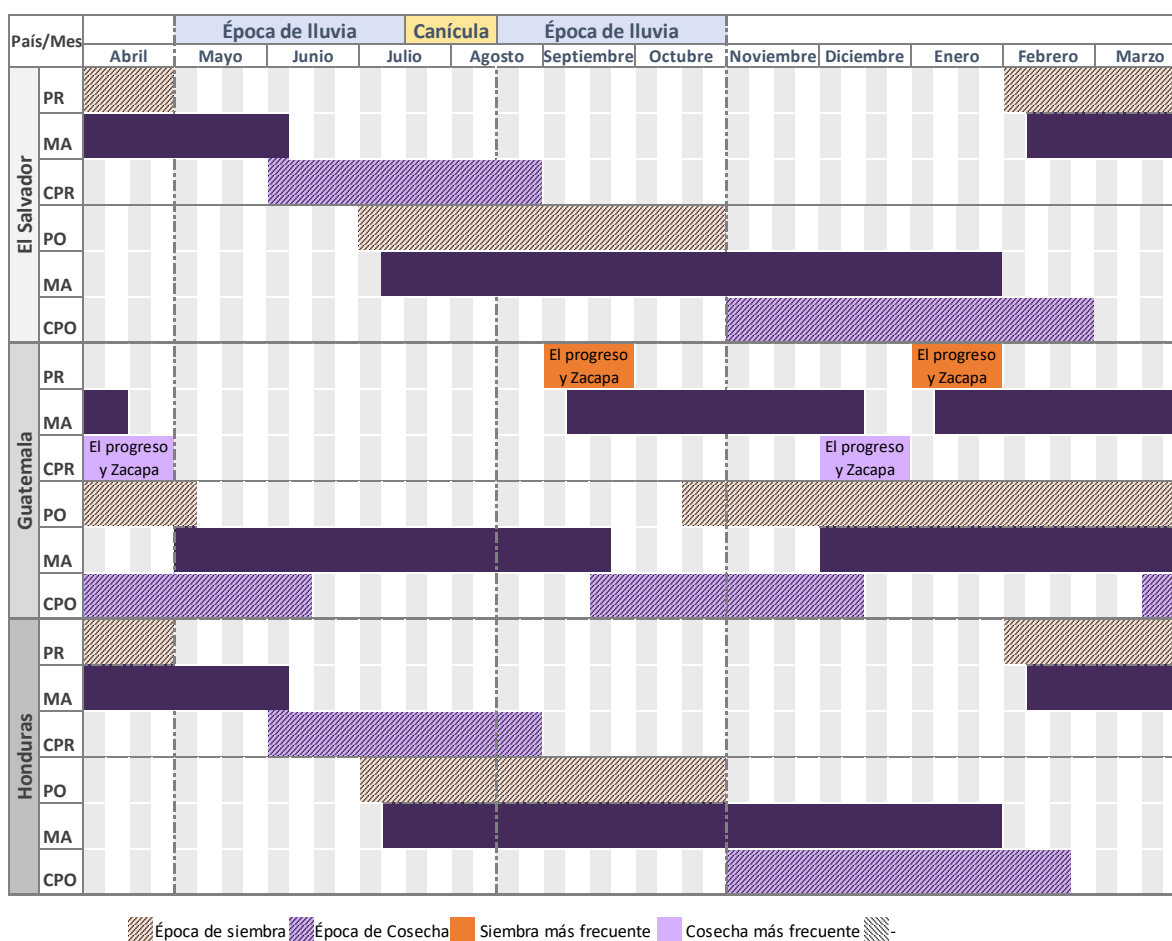 País/Mes
Época de lluvia Canícula Época de lluvia
Abril Mayo Junio Julio Agosto Septiembre Octubre Noviembre Diciembre Enero Febrero Marzo
El Salvador
PR
MA
CPR
PO
MA
CPO
Guatemala
PR El progreso y Zacapa El progreso y Zacapa
MA
CPR El progreso y Zacapa El progreso y Zacapa
PO
MA
CPO
Honduras
PR
MA
CPR
PO
MA
CPO
Época de siembra Época de Cosecha Siembra más frecuente Cosecha más frecuente -